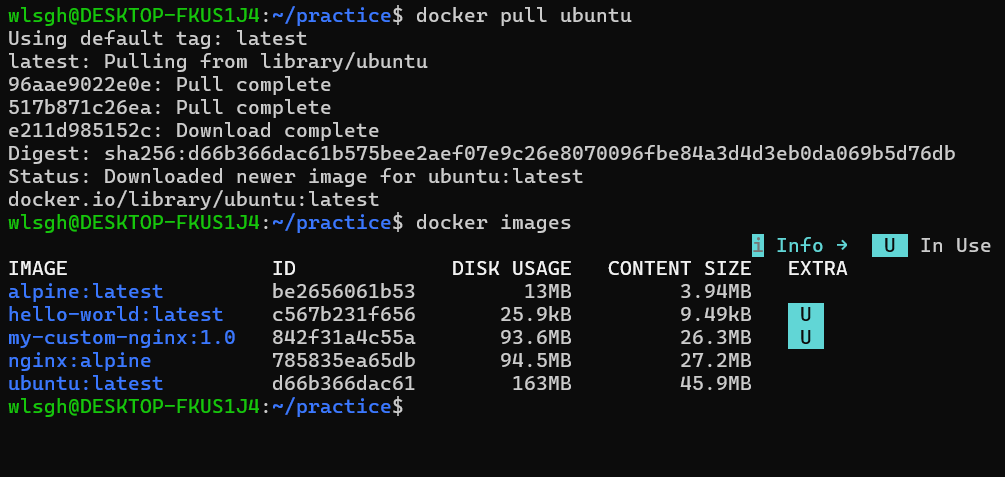 wlsgh@DESKTOP-FKUS1J4:~/practice$ docker pull ubuntu
Using default tag: latest
latest: Pulling from library/ubuntu
96aae9022e0e: Pull complete
517b871c26ea: Pull complete
e211d985152c: Download complete
Digest: sha256:d66b366dac61b575bee2aef07e9c26e8070096fbe84a3d4d3eb0da069b5d76db
Status: Downloaded newer image for ubuntu:latest
docker.io/library/ubuntu:latest
wlsgh@DESKTOP-FKUS1J4:~/practice$ docker images
i Info → U In Use
IMAGE ID DISK USAGE CONTENT SIZE EXTRA
alpine:latest be2656061b53 13MB 3.94MB
hello-world:latest c567b231f656 25.9kB 9.49kB U
my-custom-nginx:1.0 842f31a4c55a 93.6MB 26.3MB U
nginx:alpine 785835ea65db 94.5MB 27.2MB
ubuntu:latest d66b366dac61 163MB 45.9MB
wlsgh@DESKTOP-FKUS1J4:~/practice$